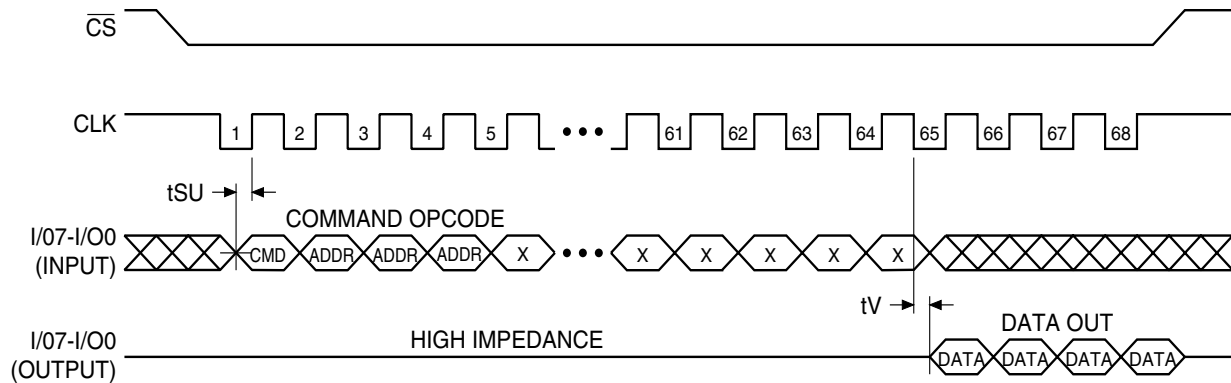 CS
CLK
1 2 3 4 5 ••• 61 62 63 64 65 66 67 68
tSU
COMMAND OPCODE
I/07-I/O0
(INPUT)
CMD ADDR ADDR ADDR X ••• X X X X X
tV
HIGH IMPEDANCE
DATA OUT
I/07-I/O0
(OUTPUT)
DATA DATA DATA DATA